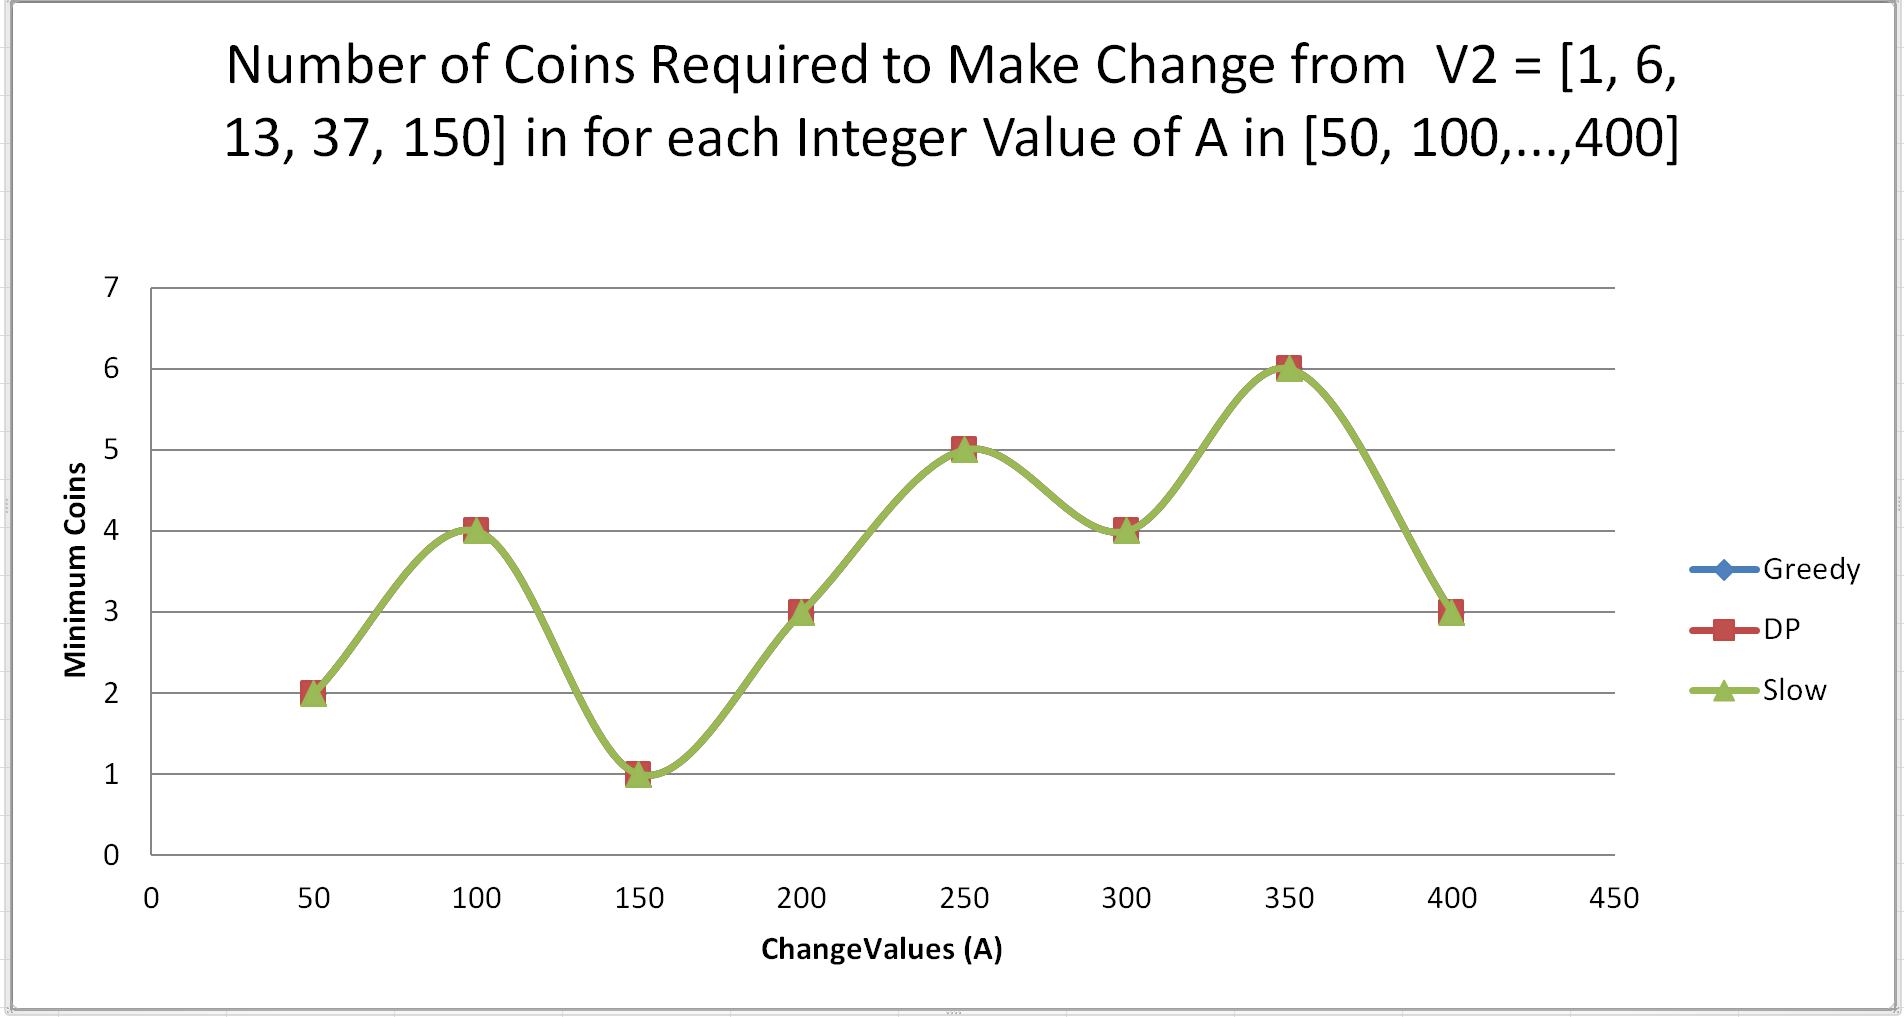 Number of Coins Required to Make Change from  V2 = [1, 6,
13, 37, 150] in for each Integer Value of A in [50, 100,...,400]
7
6
5
4
3
2
1
0
Minimum Coins
0 50 100 150 200 250 300 350 400 450
ChangeValues (A)
Greedy
DP
Slow